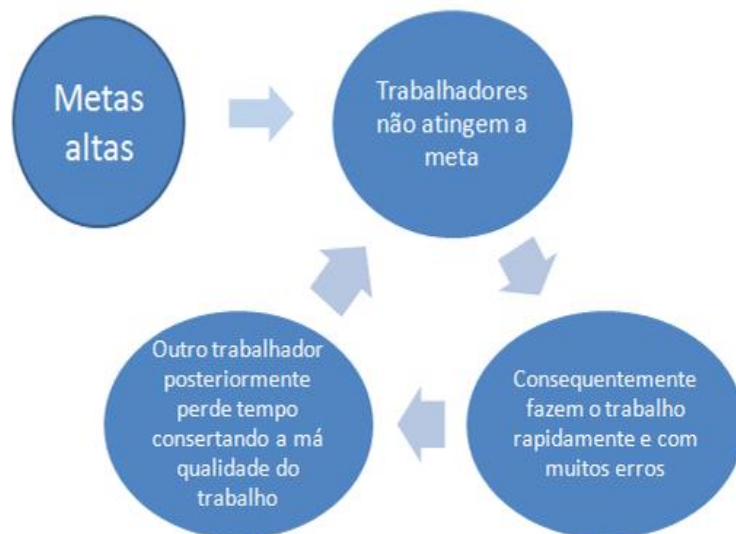 Metas
altas
Trabalhadores
não atingem a
meta
Consequentemente
fazem o trabalho
rapidamente e com
muitos erros
Outro trabalhador
posteriormente
perde tempo
consertando a má
qualidade do
trabalho